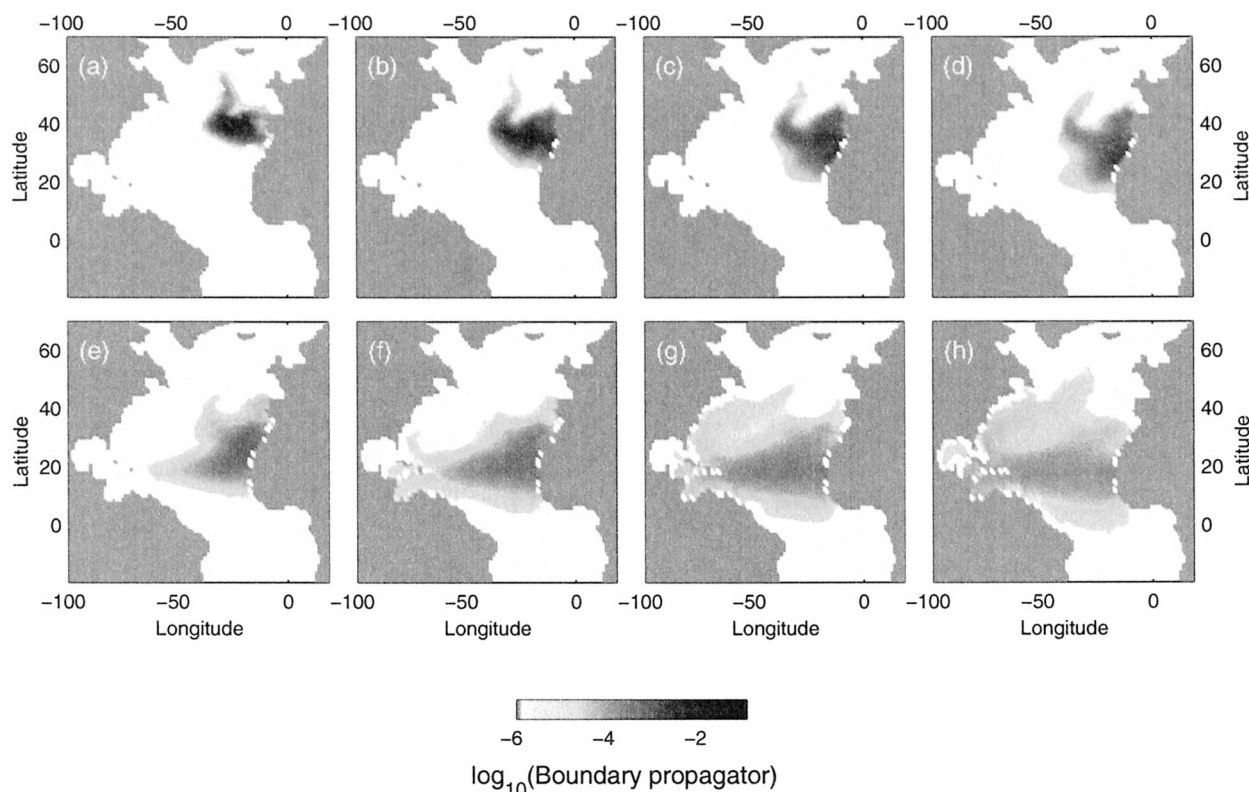 −100 −50 0 −100 −50 0 −100 −50 0 −100 −50 0
60 (a) (b) (c) (d) 60
40 40
20 20
0 0
Latitude Latitude
60 (e) (f) (g) (h) 60
40 40
20 20
0 0
Latitude Latitude
−100 −50 0 −100 −50 0 −100 −50 0 −100 −50 0
Longitude Longitude Longitude Longitude
−6 −4 −2
log10(Boundary propagator)